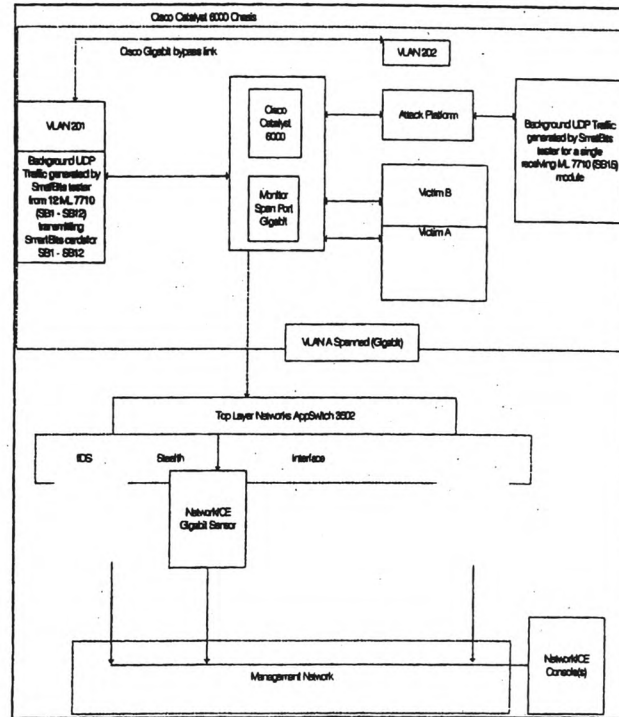 Cisco Catalyst 6000 Chasis
Cisco Gigabit bypass link
VLAN 202
VLAN 201
Background UDP
Traffic generated by
SmartBits tester
from 12 ML 7710
(SB1 - SB12)
transmitting
SmartBits cards for
SB1 - SB12
Cisco
Catalyst
6000
Monitor
Span Port
Gigabit
Attack Platform
Victim B
Victim A
Background UDP Traffic
generated by SmartBits
tester for a single
receiving ML 7710 (SB15)
module
VLAN A Spanned (Gigabit)
Top Layer Networks AppSwitch 3502
IDS Stealth Interface
NetworkICE
Gigabit Sensor
Management Network
NetworkICE
Console(s)